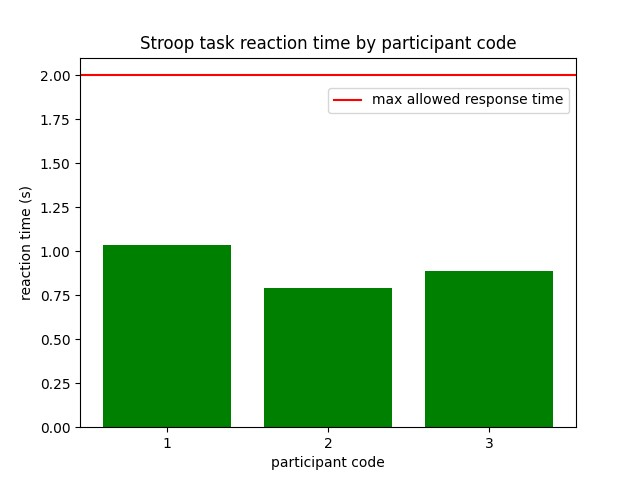 Stroop task reaction time by participant code
2.00
max allowed response time
1.75
1.50
1.25
1.00
0.75
0.50
0.25
0.00
reaction time (s)
1 2 3
participant code